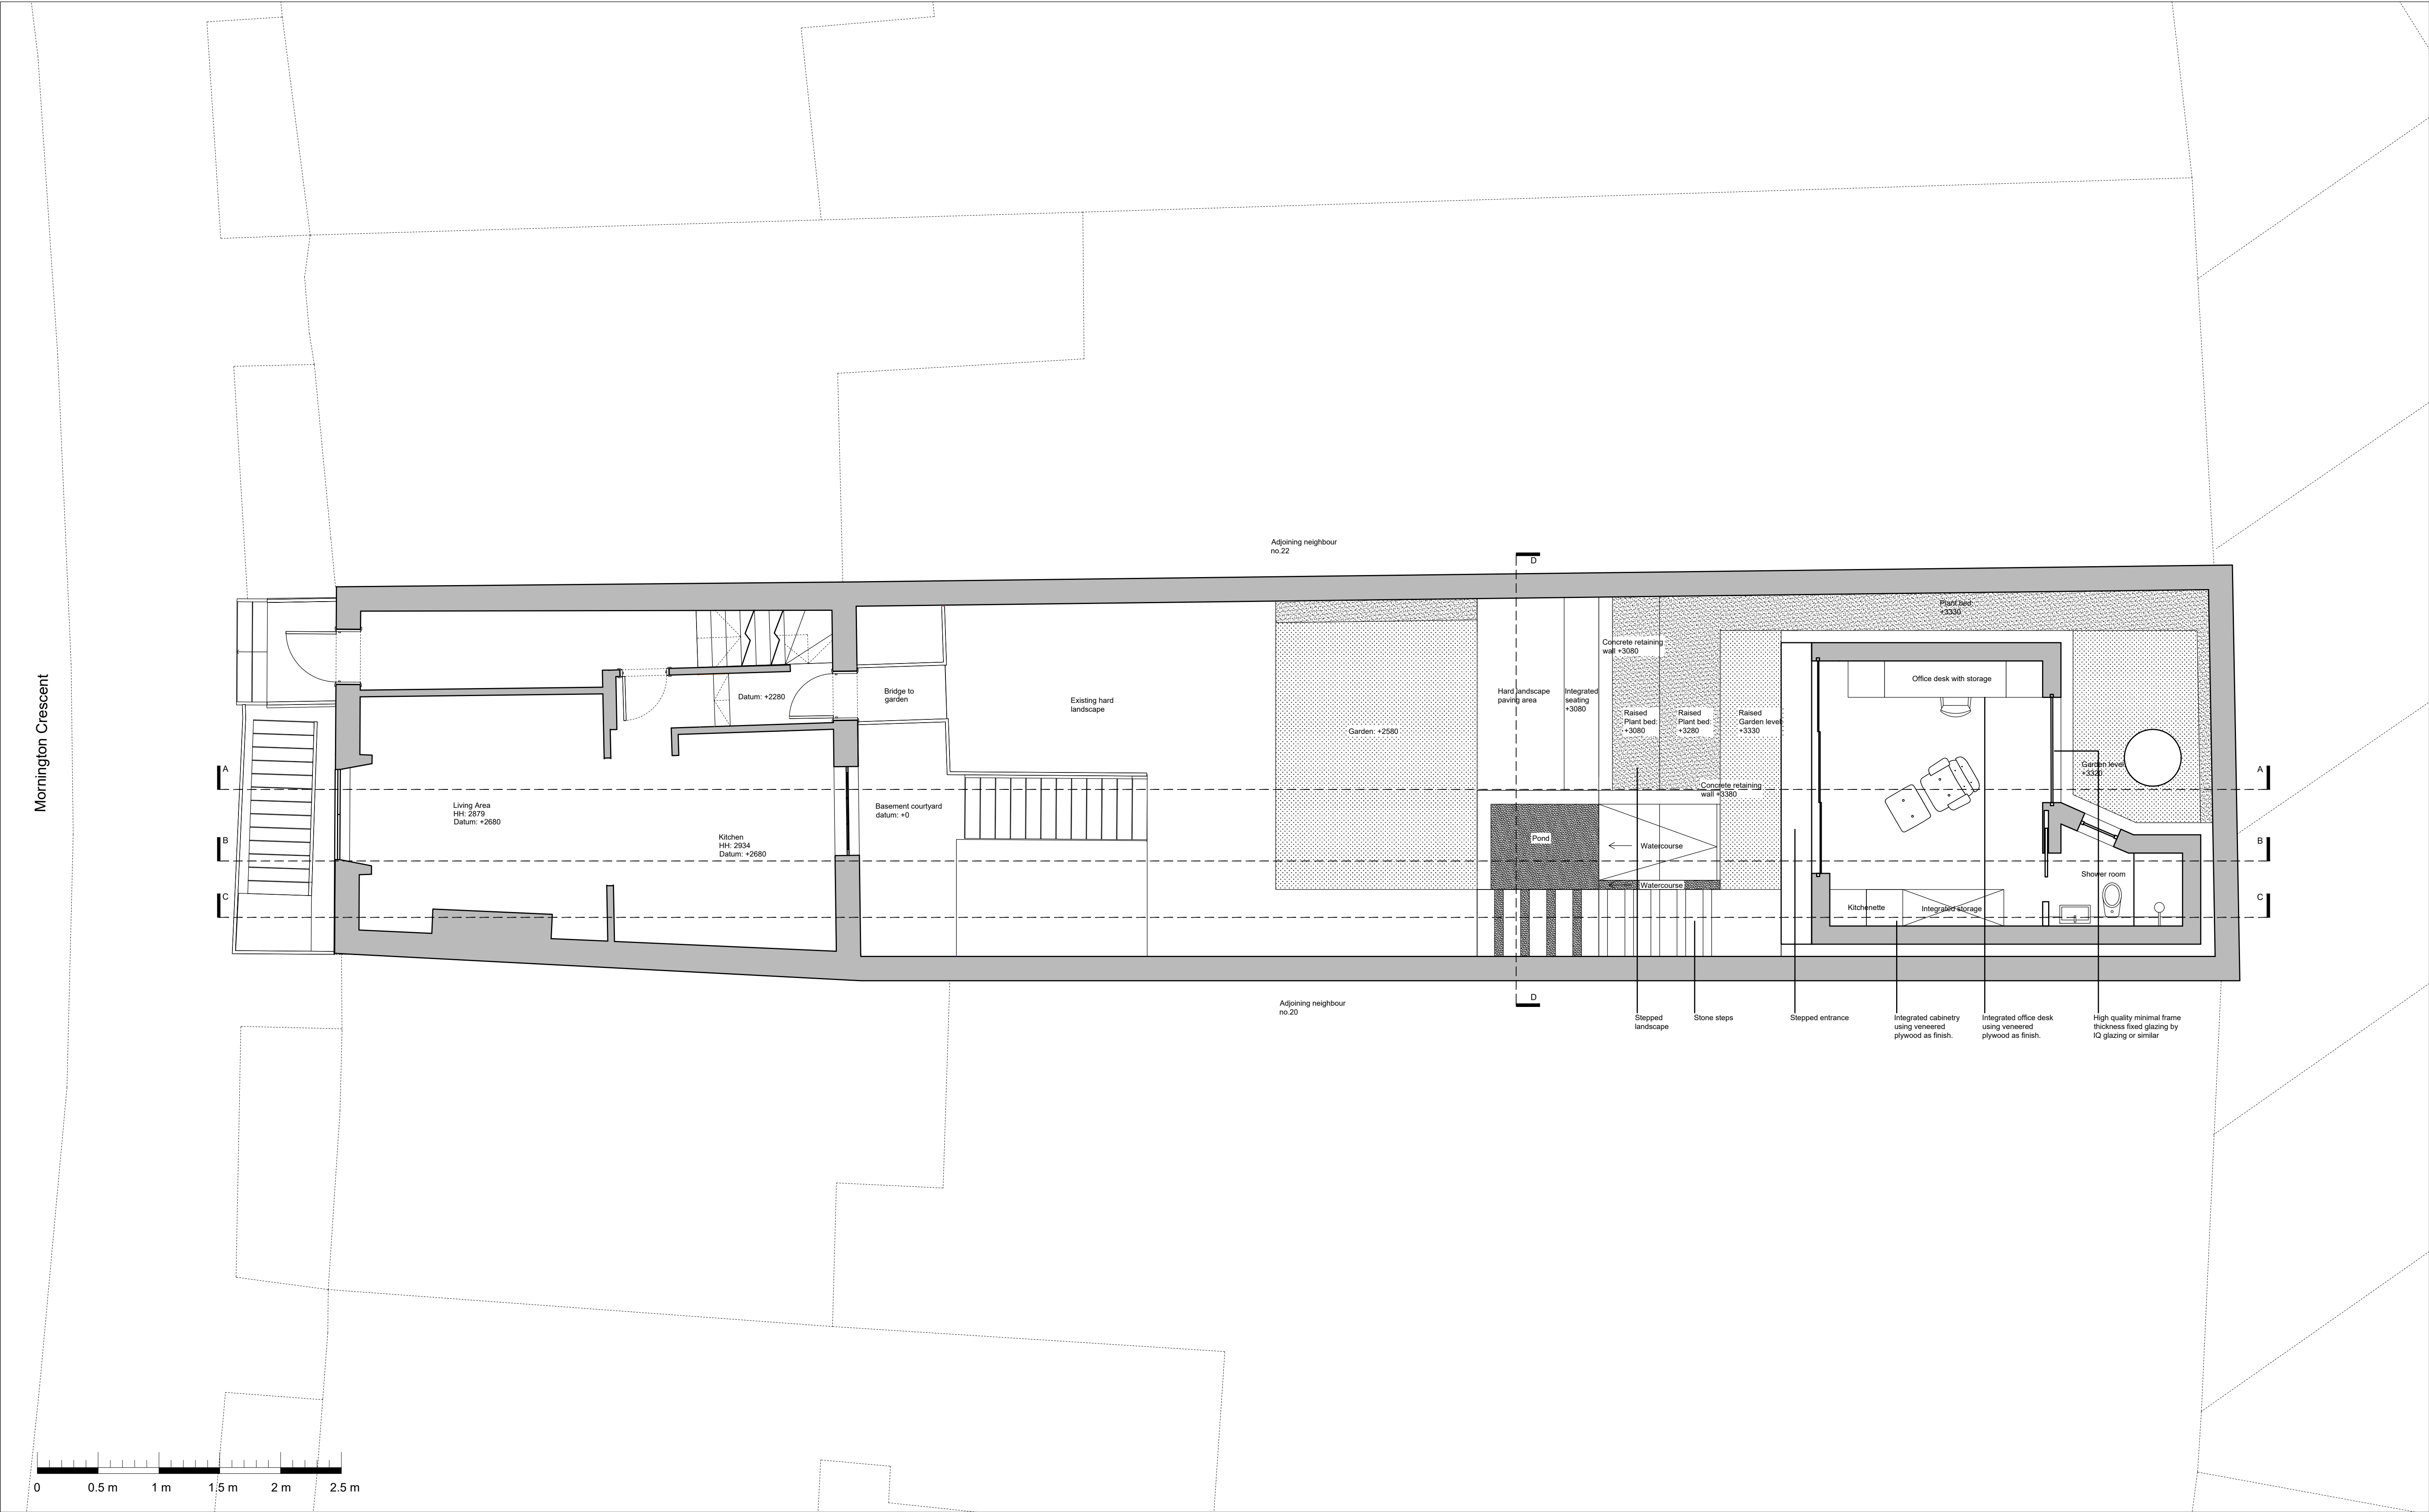 Mornington Crescent
Adjoining neighbour
no.22
D
Plant bed:
+3330
Concrete retaining
wall +3080
Office desk with storage
Datum: +2280
Bridge to
garden
Existing hard
landscape
Hard landscape
paving area
Integrated
seating
+3080
Raised
Plant bed:
+3080
Raised
Plant bed:
+3280
Raised
Garden level:
+3330
Garden: +2580
Garden level
+3320
A
A
Concrete retaining
wall +3380
Living Area
HH: 2879
Datum: +2680
Basement courtyard
datum: +0
Kitchen
HH: 2934
Datum: +2680
B
Pond
Watercourse
B
Shower room
Watercourse
C
Kitchenette
Integrated storage
C
Adjoining neighbour
no.20
D
Stepped
landscape
Stone steps
Stepped entrance
Integrated cabinetry
using veneered
plywood as finish.
Integrated office desk
using veneered
plywood as finish.
High quality minimal frame
thickness fixed glazing by
IQ glazing or similar
0 0.5 m 1 m 1.5 m 2 m 2.5 m